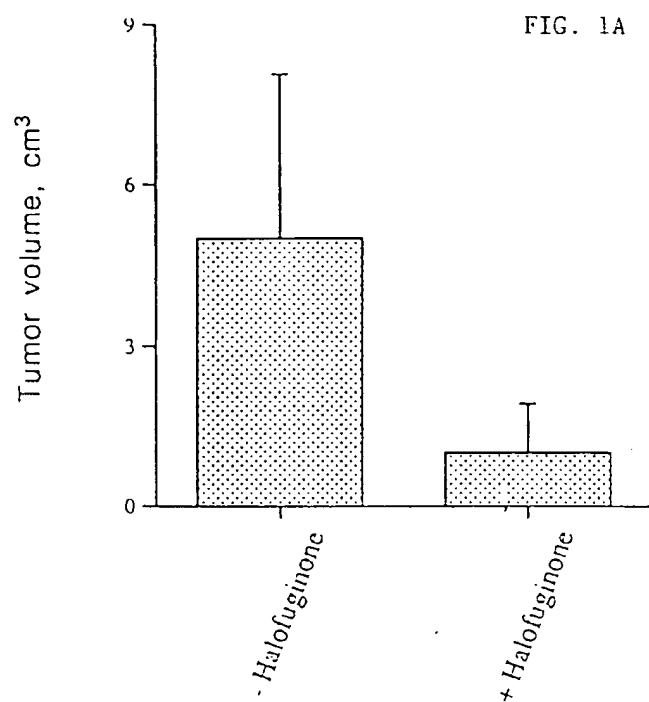 FIG. 1A
Tumor volume, cm³
9
6
3
0
- Halofuginone
+ Halofuginone